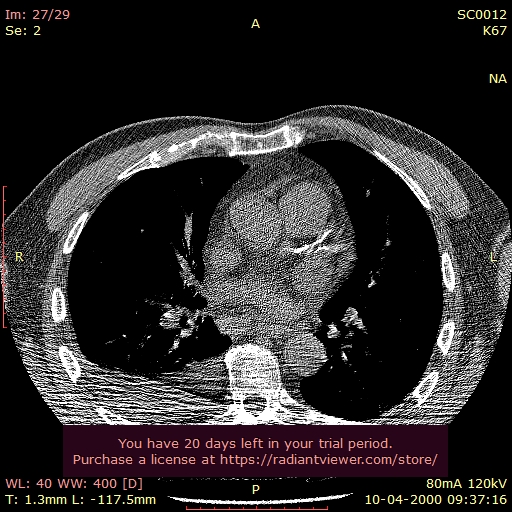 Im: 27/29
Se: 2
A
SC0012
K67
NA
R
L
You have 20 days left in your trial period.
Purchase a license at https://radiantviewer.com/store/
WL: 40 WW: 400 [D]
T: 1.3mm L: -117.5mm
P
80mA 120kV
10-04-2000 09:37:16